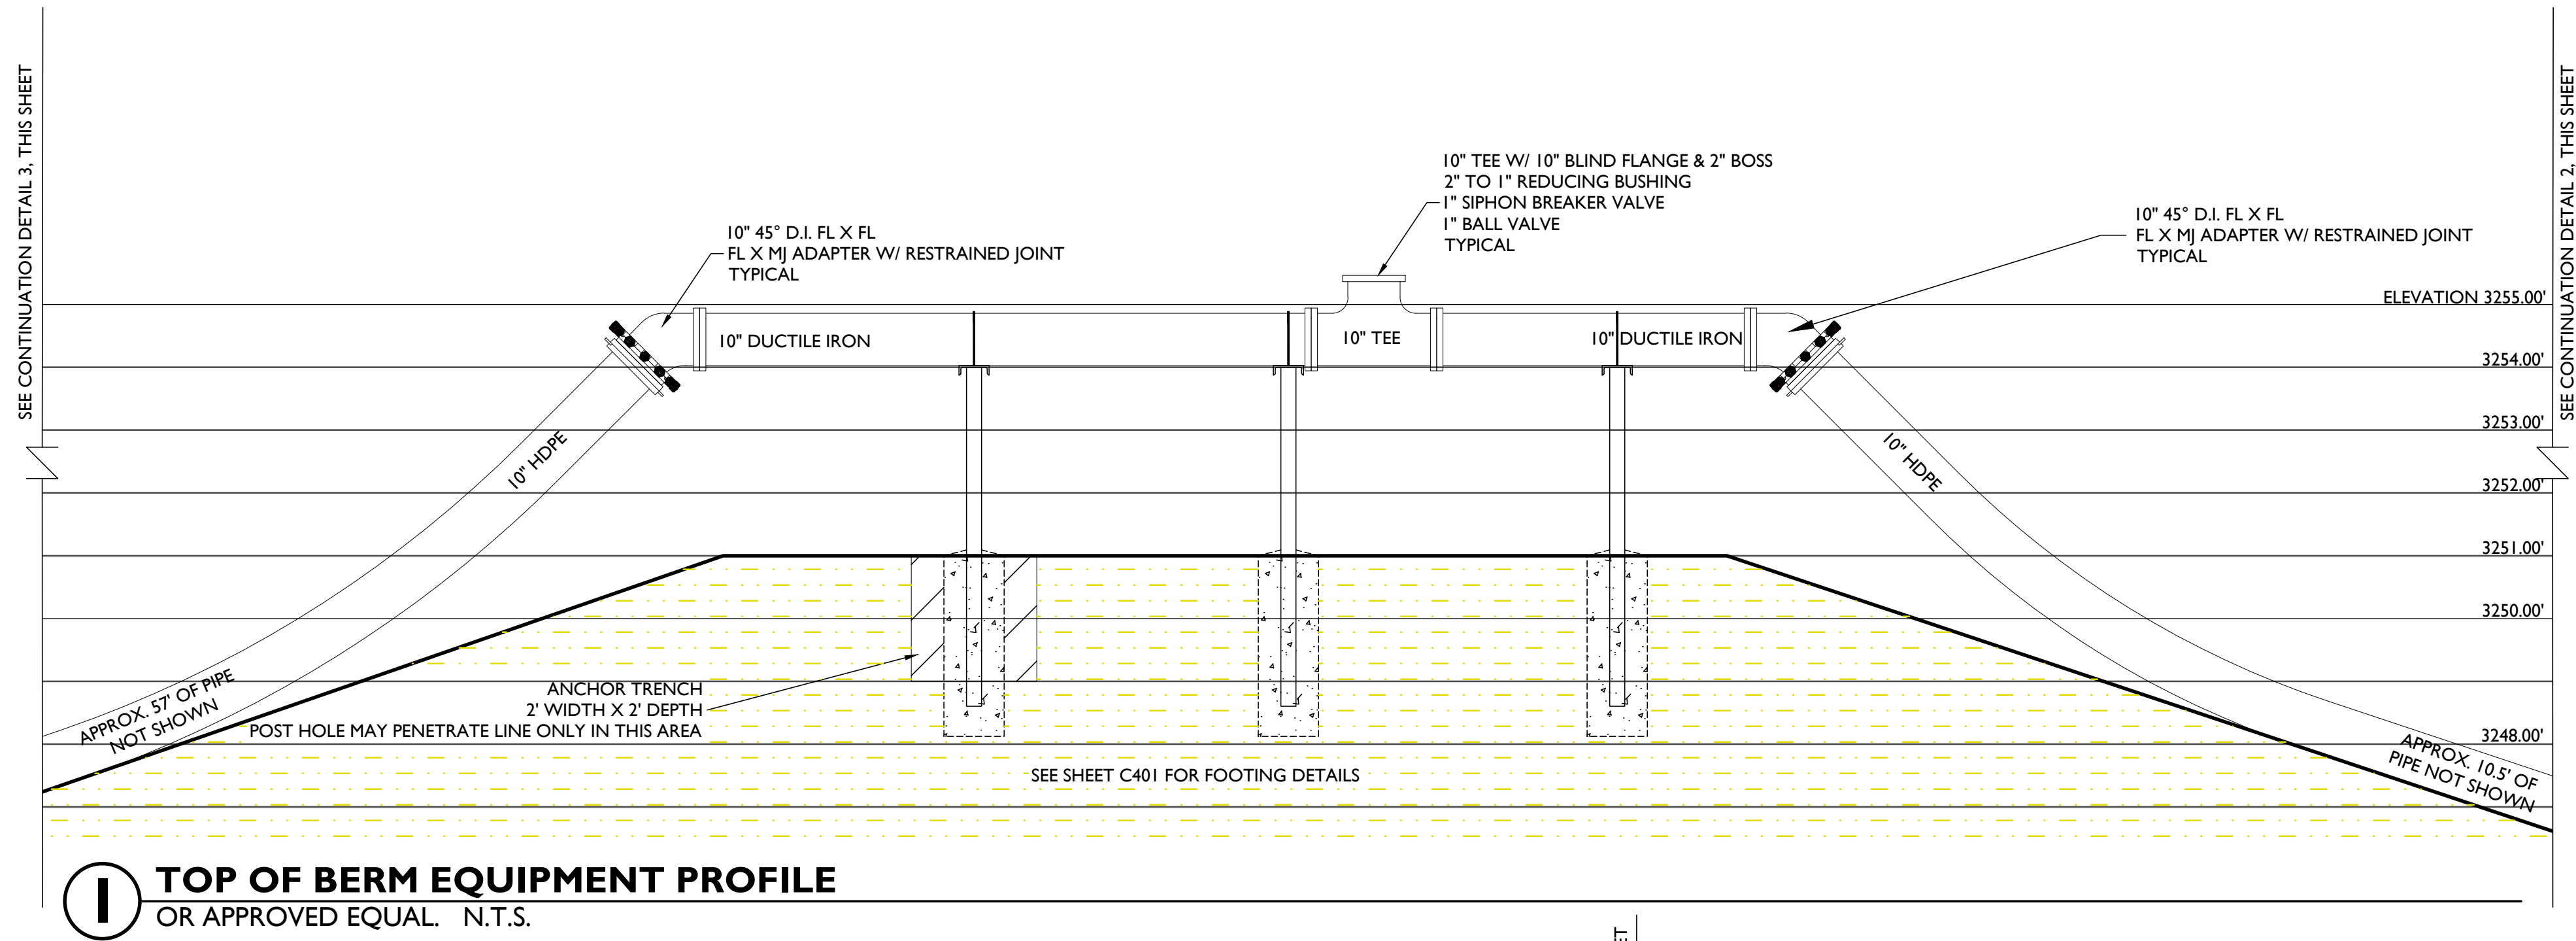 SEE CONTINUATION DETAIL 3, THIS SHEET
SEE CONTINUATION DETAIL 2, THIS SHEET
10" TEE W/ 10" BLIND FLANGE & 2" BOSS
2" TO 1" REDUCING BUSHING
1" SIPHON BREAKER VALVE
1" BALL VALVE
TYPICAL
10" 45° D.I. FL X FL
FL X MJ ADAPTER W/ RESTRAINED JOINT
TYPICAL
10" 45° D.I. FL X FL
FL X MJ ADAPTER W/ RESTRAINED JOINT
TYPICAL
ELEVATION 3255.00'
10" DUCTILE IRON
10" TEE
10" DUCTILE IRON
3254.00'
3253.00'
10" HDPE
10" HDPE
3252.00'
3251.00'
3250.00'
APPROX. 57' OF PIPE
NOT SHOWN
ANCHOR TRENCH
2' WIDTH X 2' DEPTH
POST HOLE MAY PENETRATE LINE ONLY IN THIS AREA
3248.00'
APPROX. 10.5' OF
PIPE NOT SHOWN
SEE SHEET C401 FOR FOOTING DETAILS
1 TOP OF BERM EQUIPMENT PROFILE
OR APPROVED EQUAL. N.T.S.